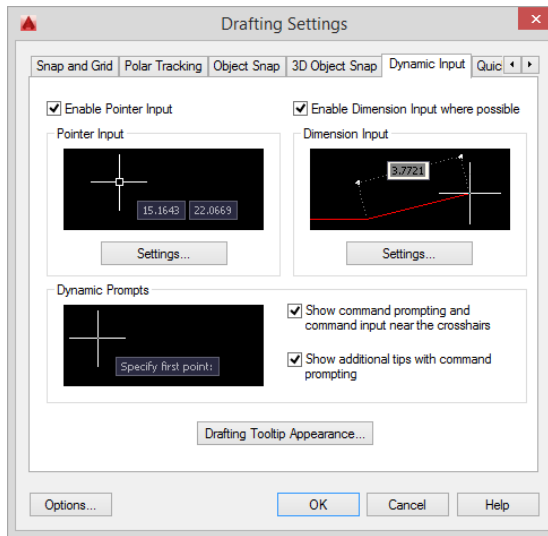 Drafting Settings
Snap and Grid Polar Tracking Object Snap 3D Object Snap Dynamic Input Quic
Enable Pointer Input
Enable Dimension Input where possible
Pointer Input
Dimension Input
15.1643 22.0669
3.7721
Settings...
Settings...
Dynamic Prompts
Specify first point:
Show command prompting and
command input near the crosshairs
Show additional tips with command
prompting
Drafting Tooltip Appearance...
Options... OK Cancel Help